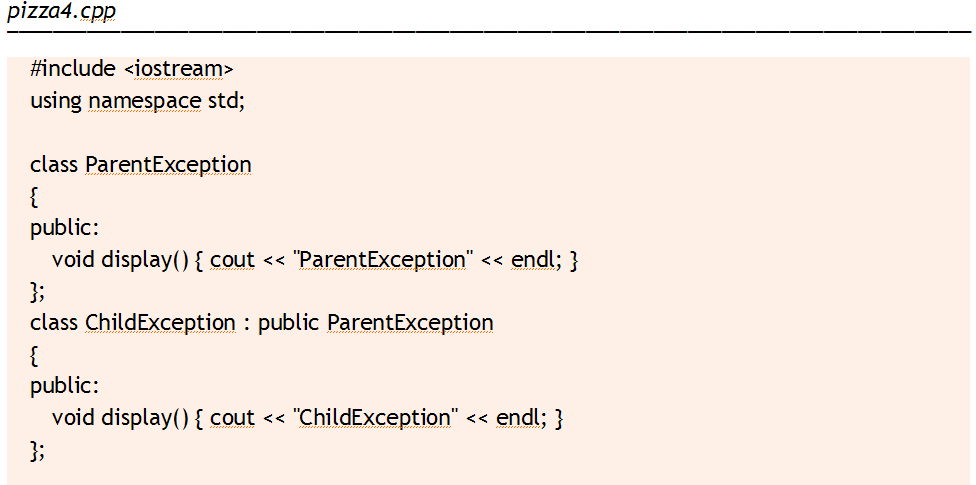 pizza4.cpp
#include <iostream>
using namespace std;
class ParentException
{
public:
void display() { cout << "ParentException" << endl; }
};
class ChildException : public ParentException
{
public:
void display() { cout << "ChildException" << endl; }
};